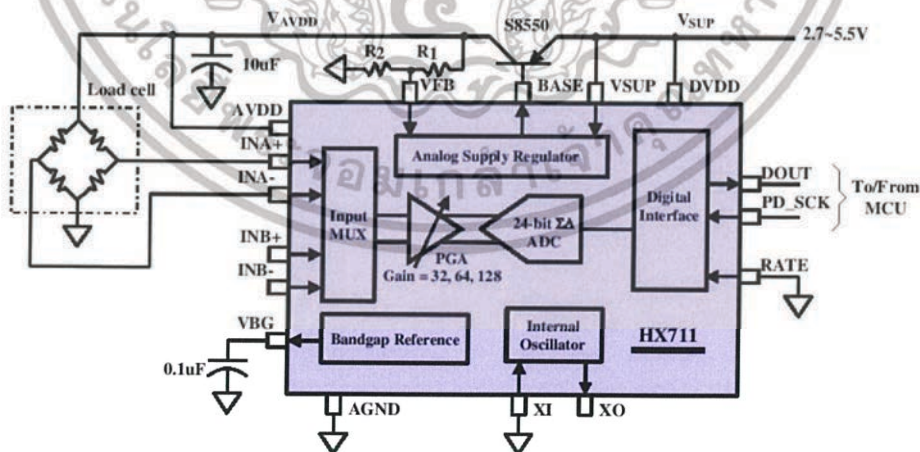 S8550
V_AVDD
V_SUP
2.7~5.5V
R2
R1
10uF
VFB
BASE
VSUP
DVDD
Load cell
AVDD
INA+
INA-
INB+
INB-
Analog Supply Regulator
Input
MUX
PGA
Gain = 32, 64, 128
24-bit ΣΔ
ADC
Digital
Interface
DOUT
PD_SCK
To/From
MCU
RATE
VBG
0.1uF
Bandgap Reference
Internal
Oscillator
HX711
AGND
XI
XO